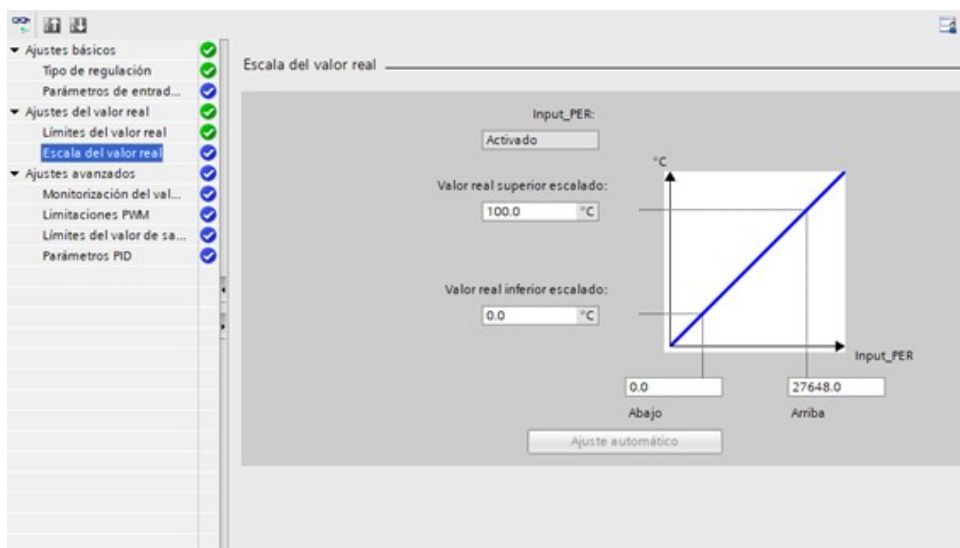 Ajustes básicos
Tipo de regulación
Parámetros de entrad...
Ajustes del valor real
Límites del valor real
Escala del valor real
Ajustes avanzados
Monitorización del val...
Limitaciones PWM
Límites del valor de sa...
Parámetros PID
Escala del valor real
Input_PER:
Activado
°C
Valor real superior escalado:
100.0 °C
Valor real inferior escalado:
0.0 °C
Input_PER
0.0 27648.0
Abajo Arriba
Ajuste automático